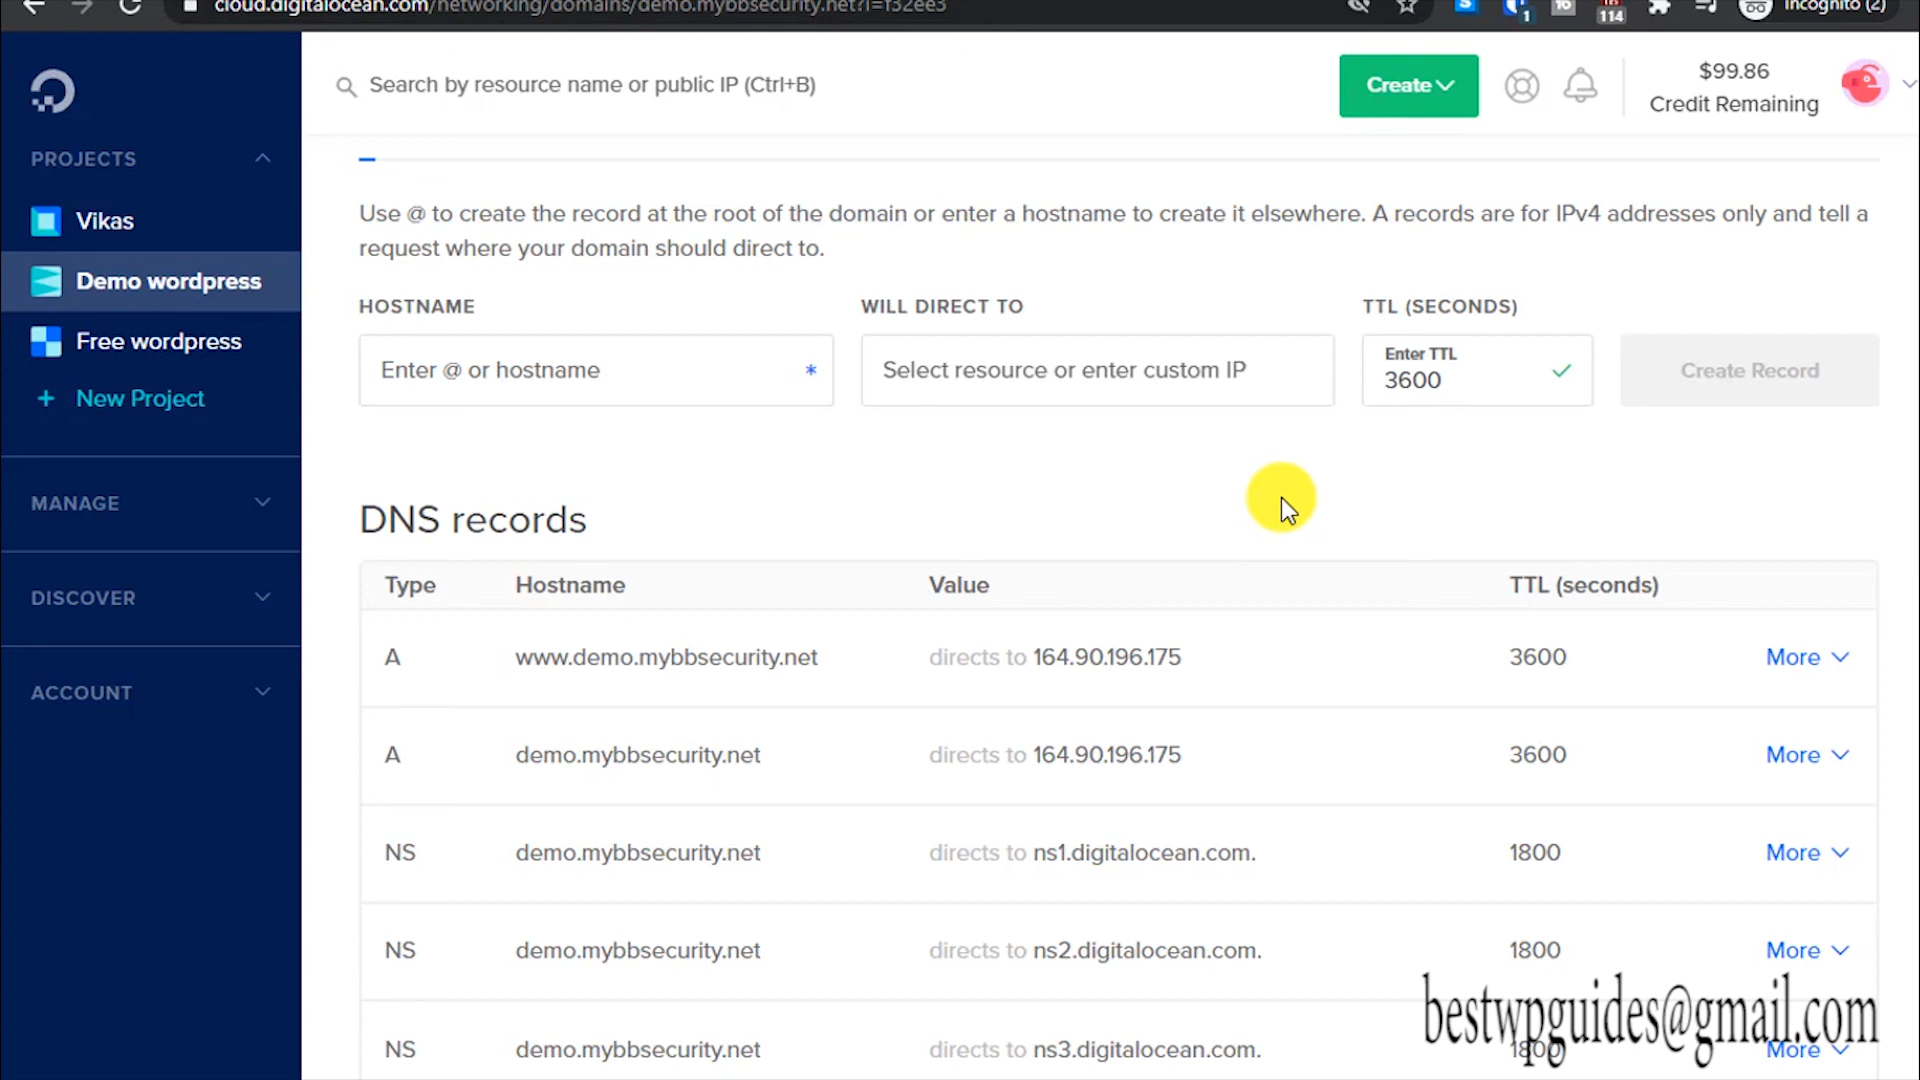 cloud.digitalocean.com/networking/domains/demo.mybbsecurity.net?i=f32ee3
1
16
114
Incognito (2)
Search by resource name or public IP (Ctrl+B)
Create
$99.86
Credit Remaining
PROJECTS
Vikas
Demo wordpress
Free wordpress
+ New Project
MANAGE
DISCOVER
ACCOUNT
Use @ to create the record at the root of the domain or enter a hostname to create it elsewhere. A records are for IPv4 addresses only and tell a
request where your domain should direct to.
HOSTNAME
WILL DIRECT TO
TTL (SECONDS)
Enter @ or hostname *
Select resource or enter custom IP
Enter TTL
3600
Create Record
DNS records
Type Hostname Value TTL (seconds)
A www.demo.mybbsecurity.net directs to 164.90.196.175 3600 More
A demo.mybbsecurity.net directs to 164.90.196.175 3600 More
NS demo.mybbsecurity.net directs to ns1.digitalocean.com. 1800 More
NS demo.mybbsecurity.net directs to ns2.digitalocean.com. 1800 More
NS demo.mybbsecurity.net directs to ns3.digitalocean.com. 1800 More
bestwpguides@gmail.com